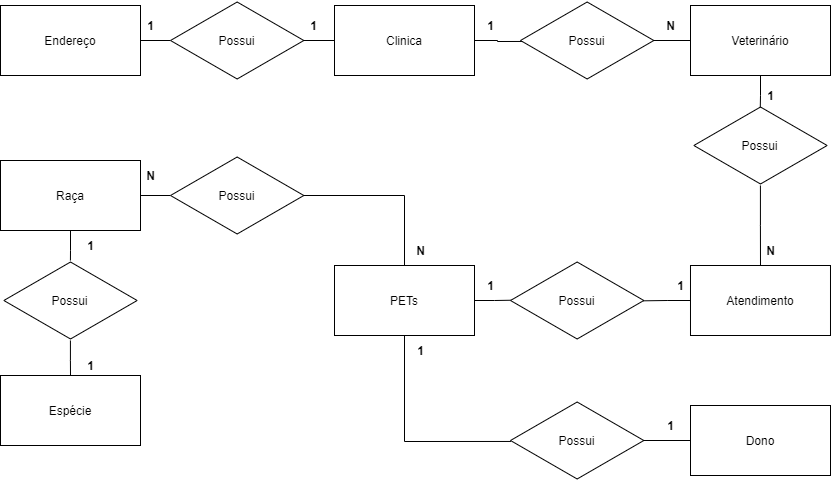 1 1 1 N
Endereço Possui Clinica Possui Veterinário
1
Possui
N
Raça Possui
1 N N
Possui PETs 1 Possui 1 Atendimento
1
1
Espécie
1
Possui Dono